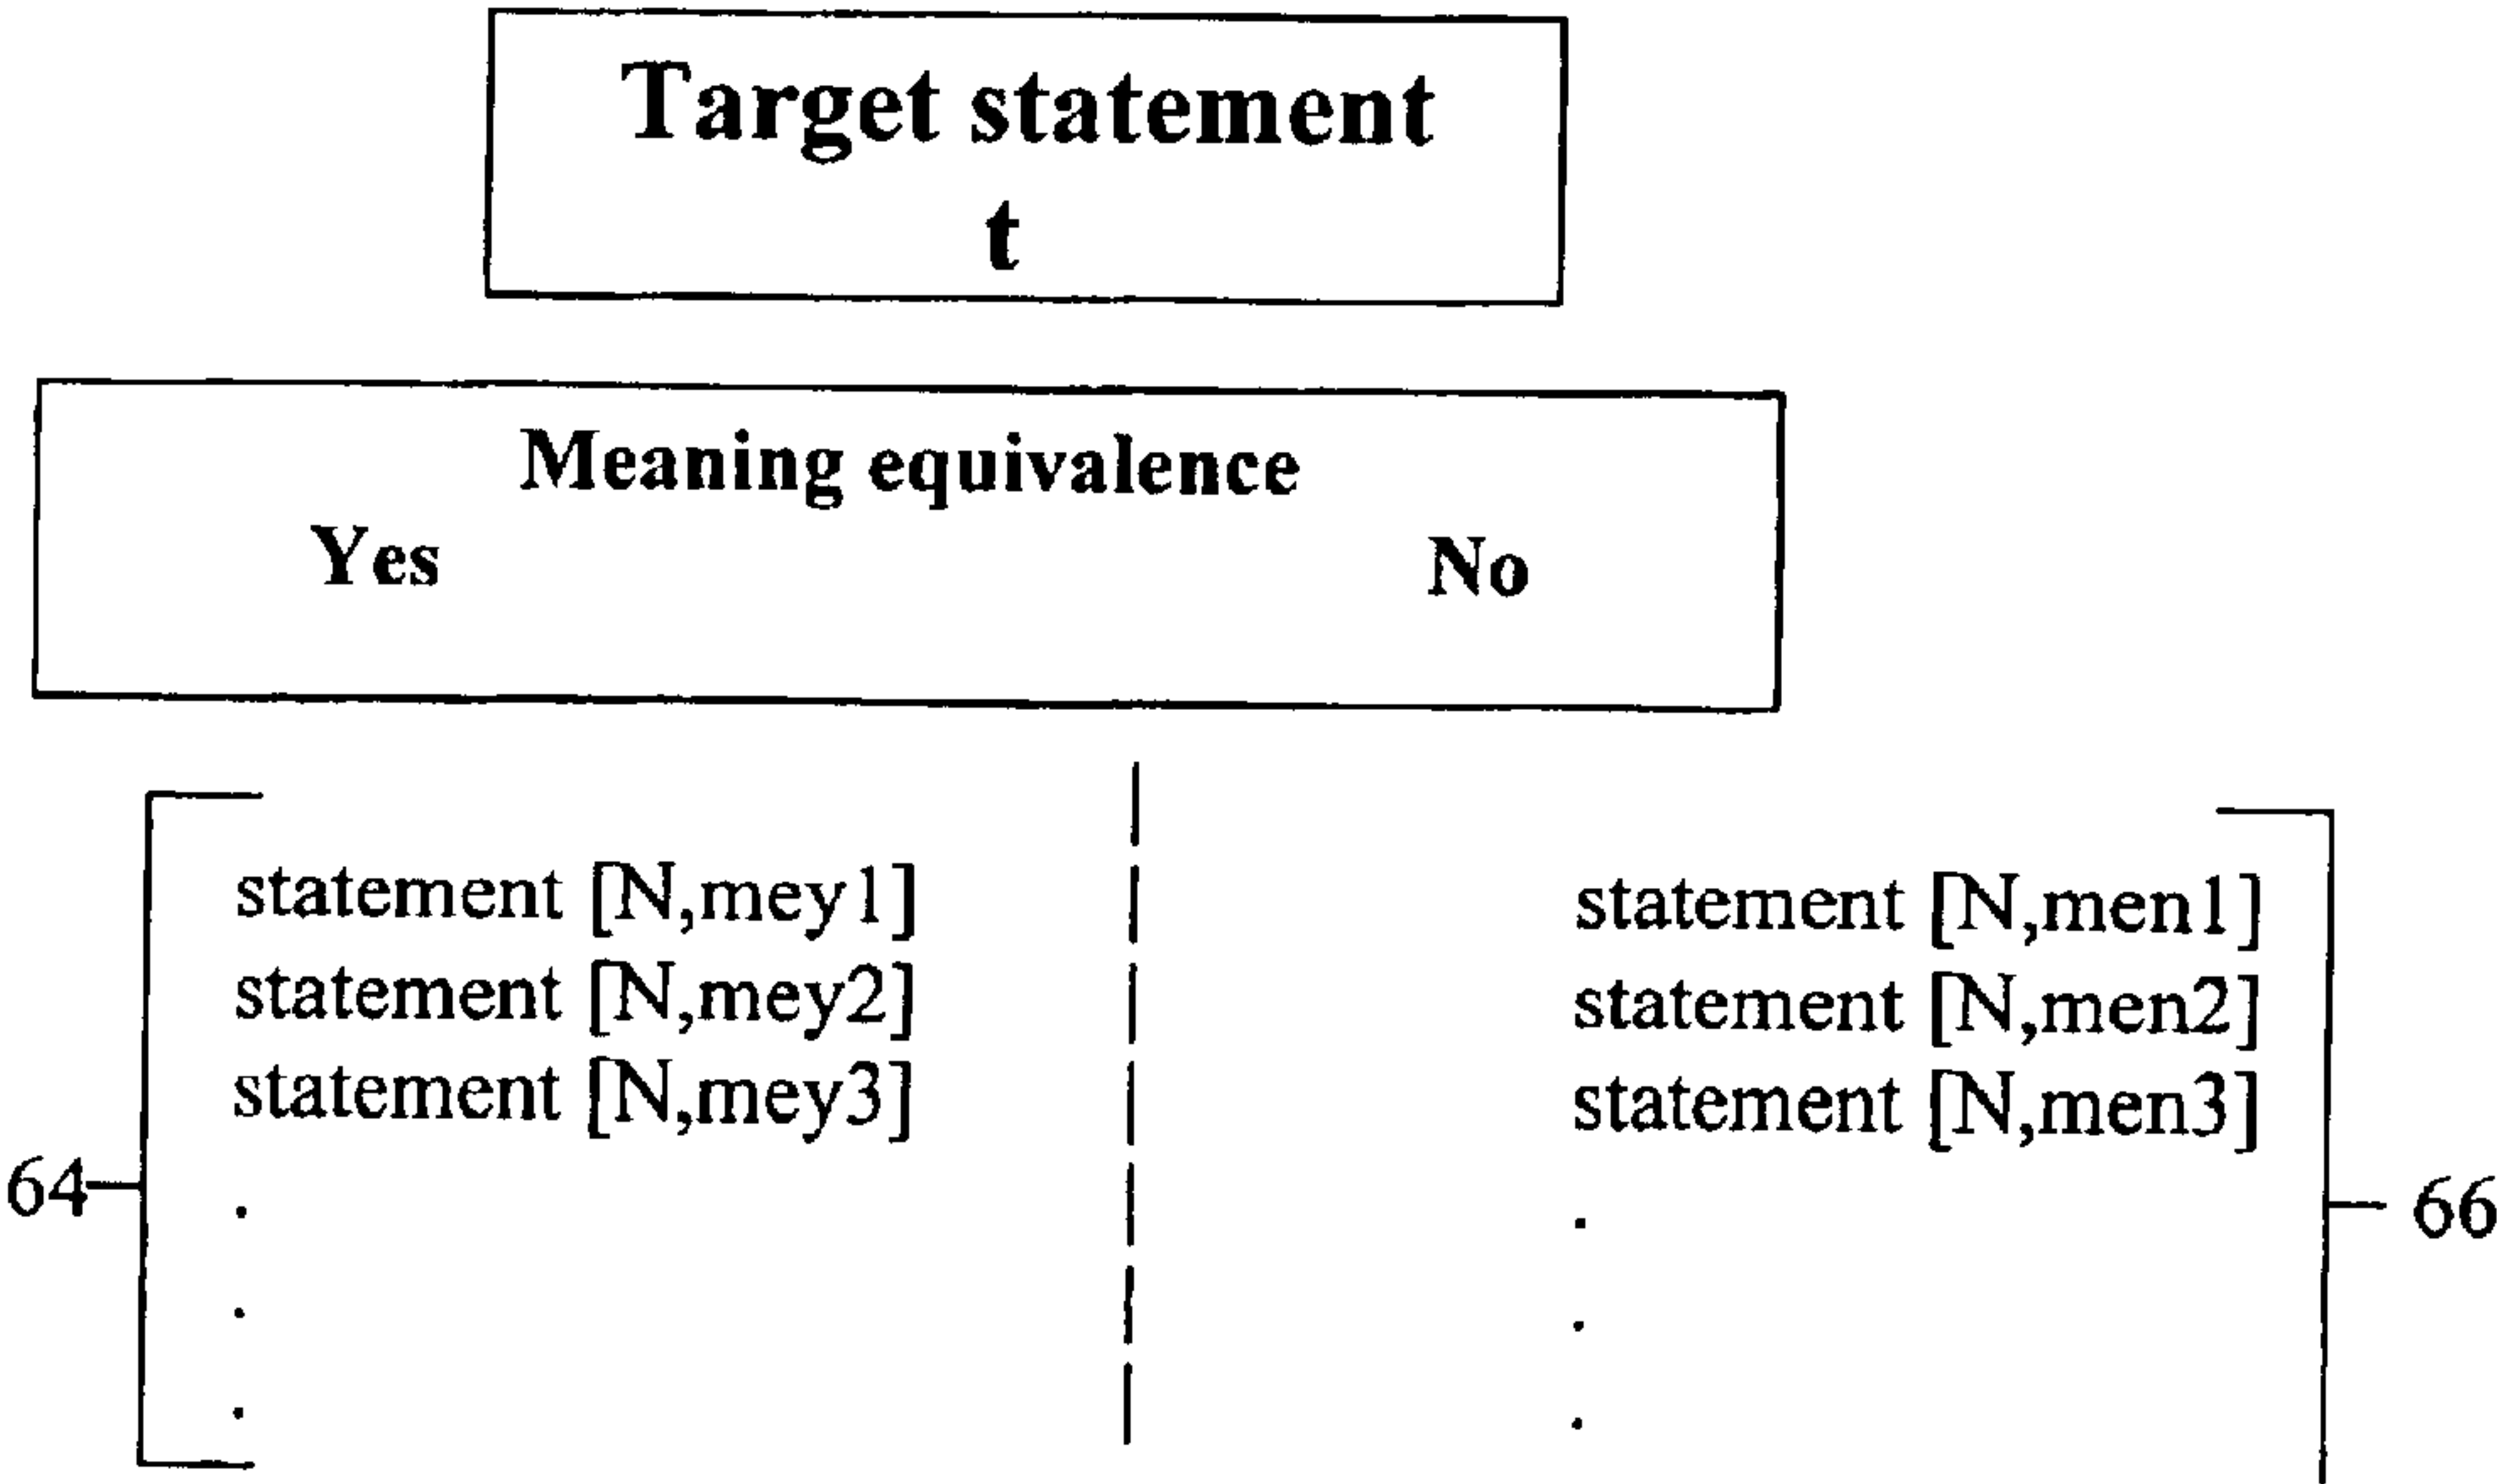 Target statement
t
Meaning equivalence
Yes No
statement [N,mey1] statement [N,men1]
statement [N,mey2] statement [N,men2]
statement [N,mey3] statement [N,men3]
64 66
. .
. .
. .